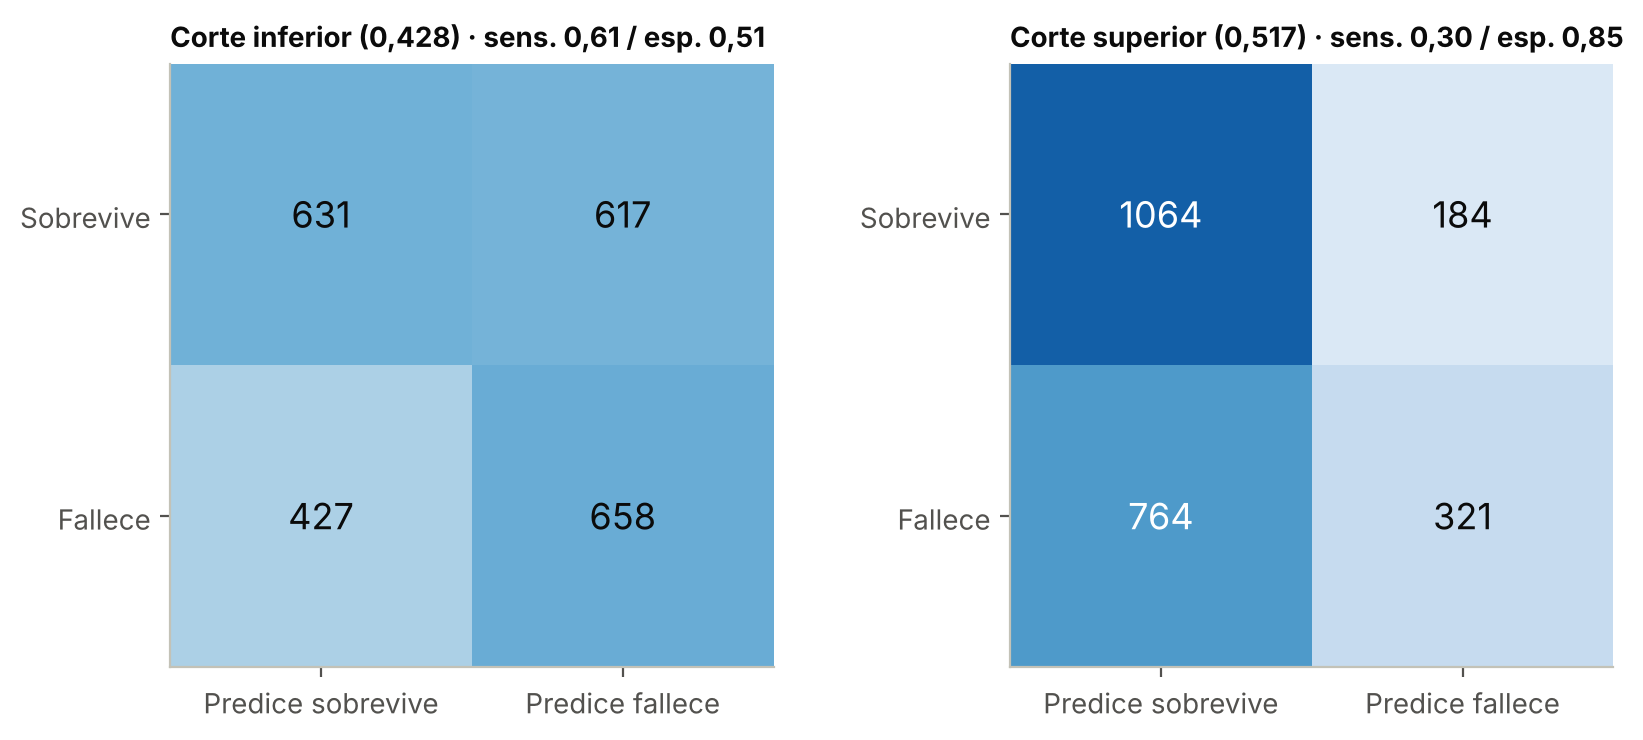 Corte inferior (0,428) · sens. 0,61 / esp. 0,51
Sobrevive
631
617
Fallece
427
658
Predice sobrevive
Predice fallece
Corte superior (0,517) · sens. 0,30 / esp. 0,85
Sobrevive
1064
184
Fallece
764
321
Predice sobrevive
Predice fallece